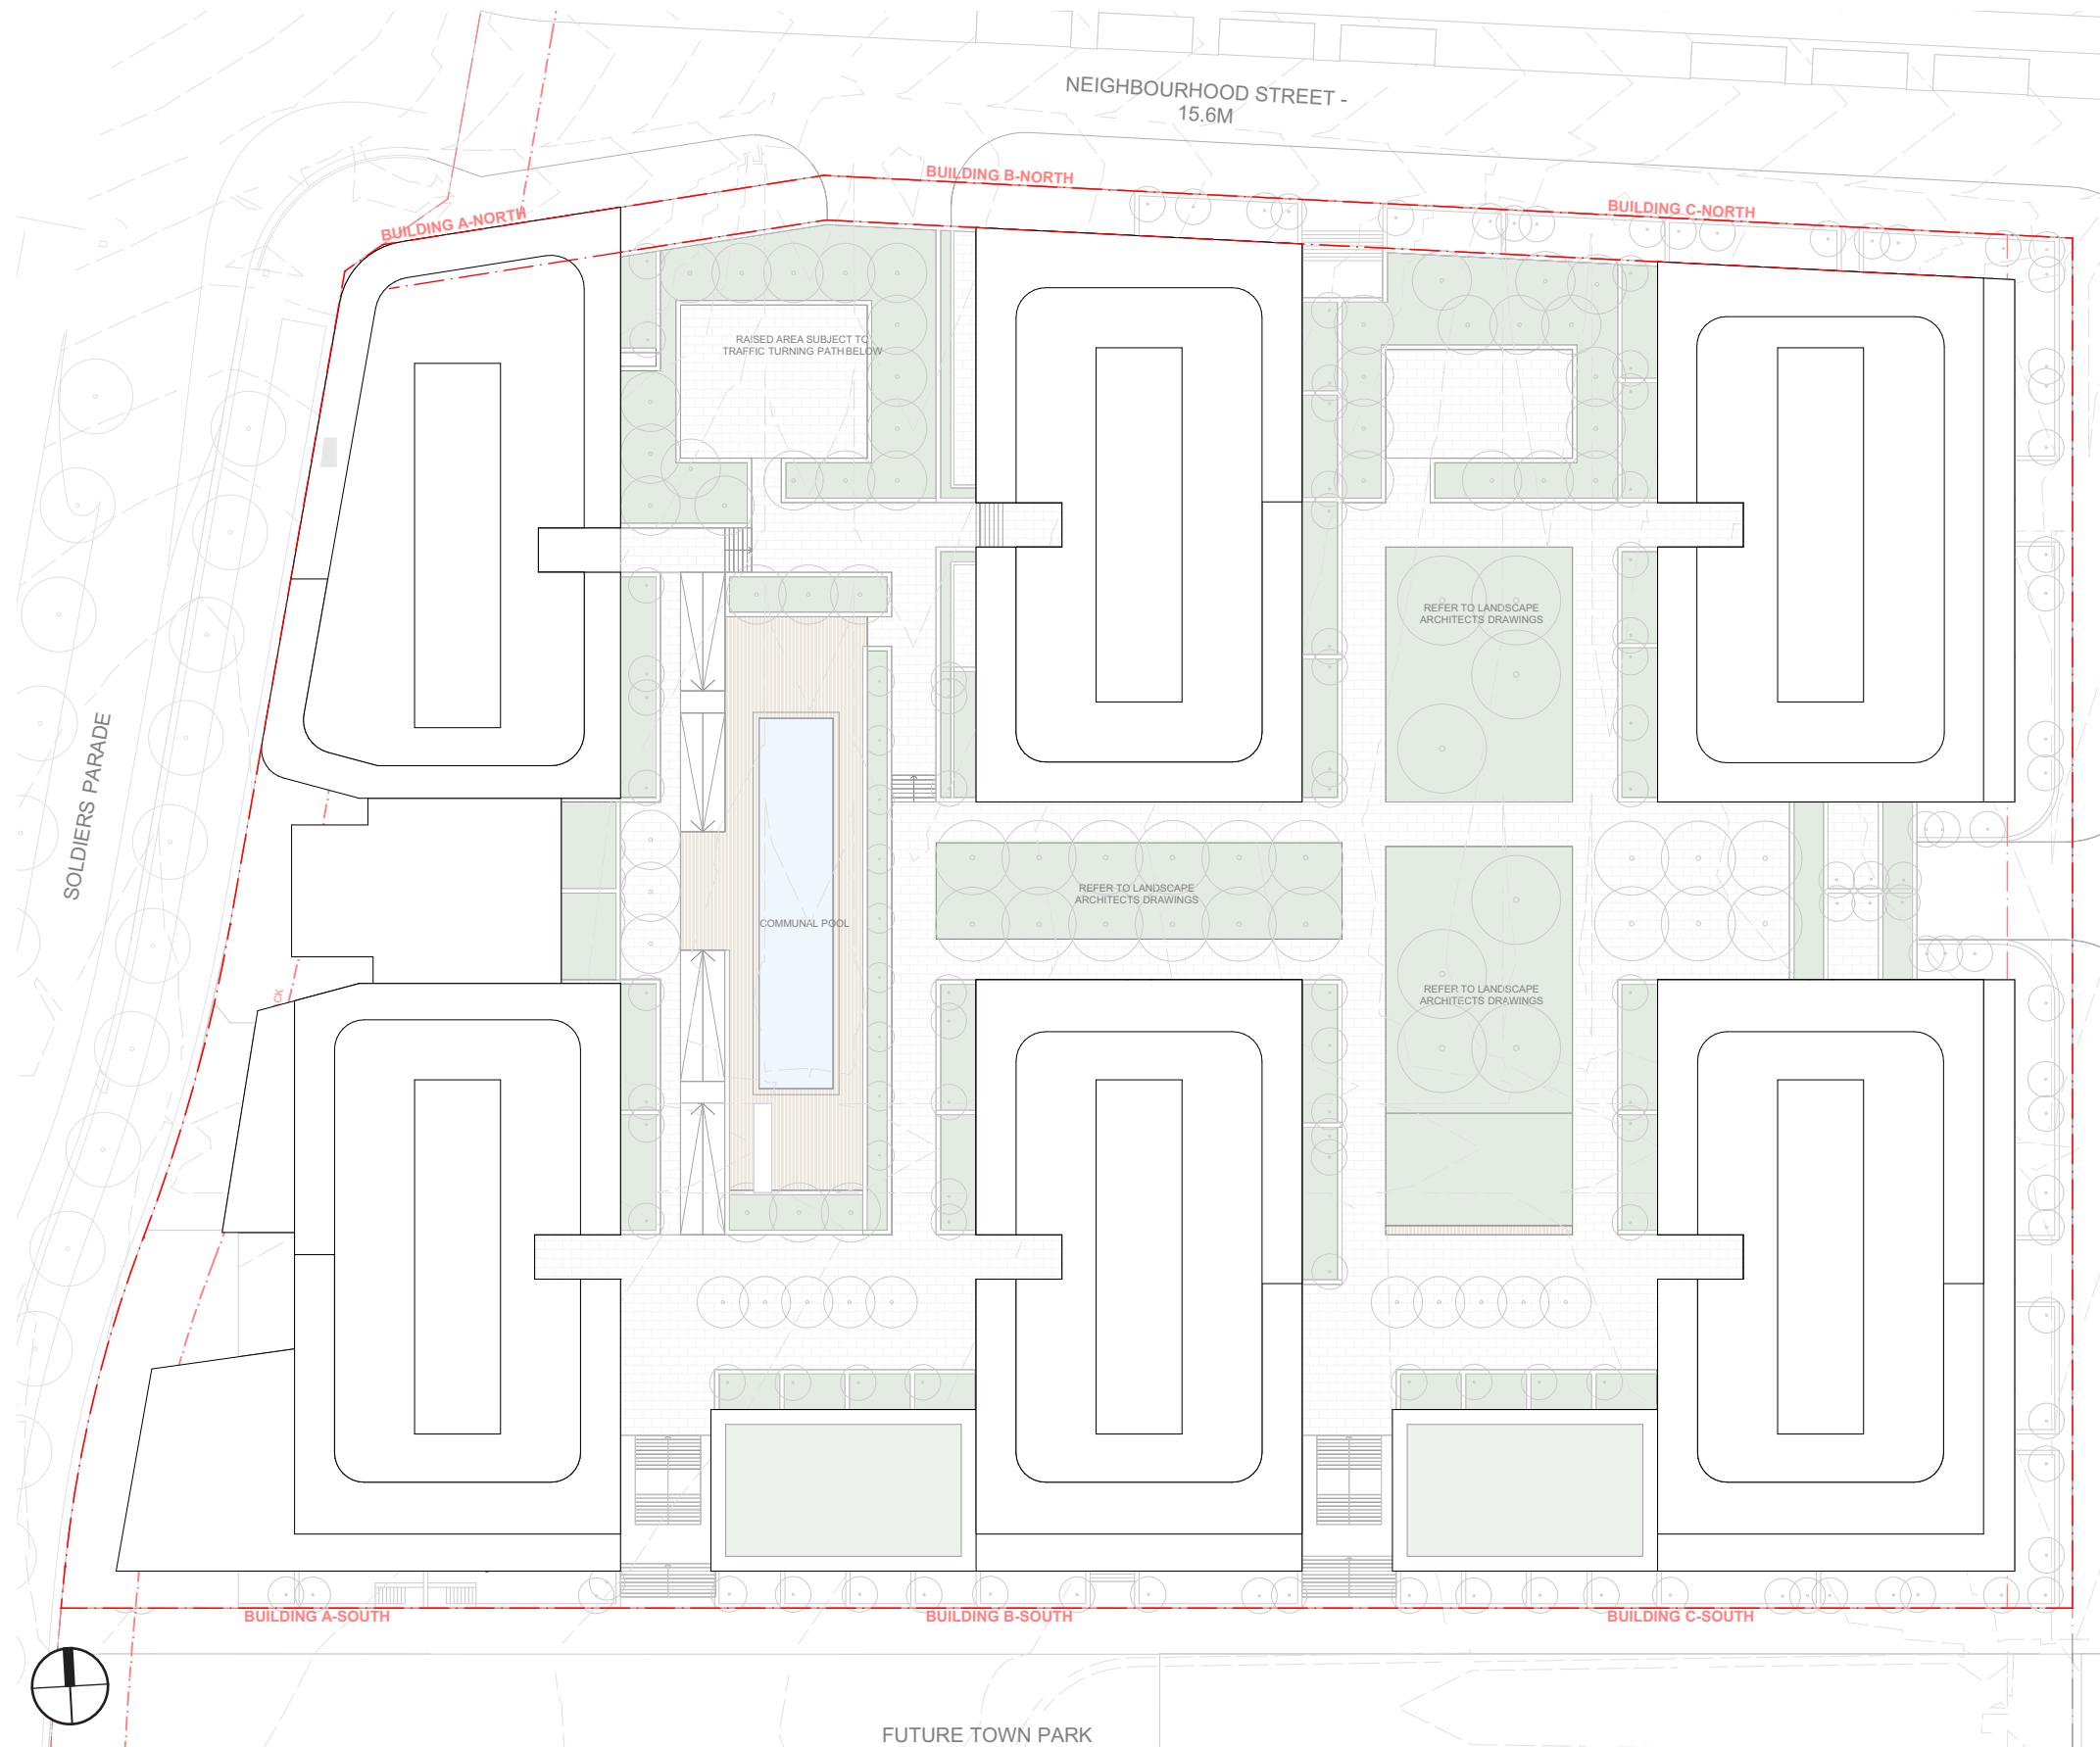 NEIGHBOURHOOD STREET -
15.6M
BUILDING B-NORTH
BUILDING A-NORTH
BUILDING C-NORTH
RAISED AREA SUBJECT TO
TRAFFIC TURNING PATH BELOW
REFER TO LANDSCAPE
ARCHITECTS DRAWINGS
SOLDIERS PARADE
REFER TO LANDSCAPE
ARCHITECTS DRAWINGS
COMMUNAL POOL
REFER TO LANDSCAPE
ARCHITECTS DRAWINGS
CK
BUILDING A-SOUTH
BUILDING B-SOUTH
BUILDING C-SOUTH
FUTURE TOWN PARK